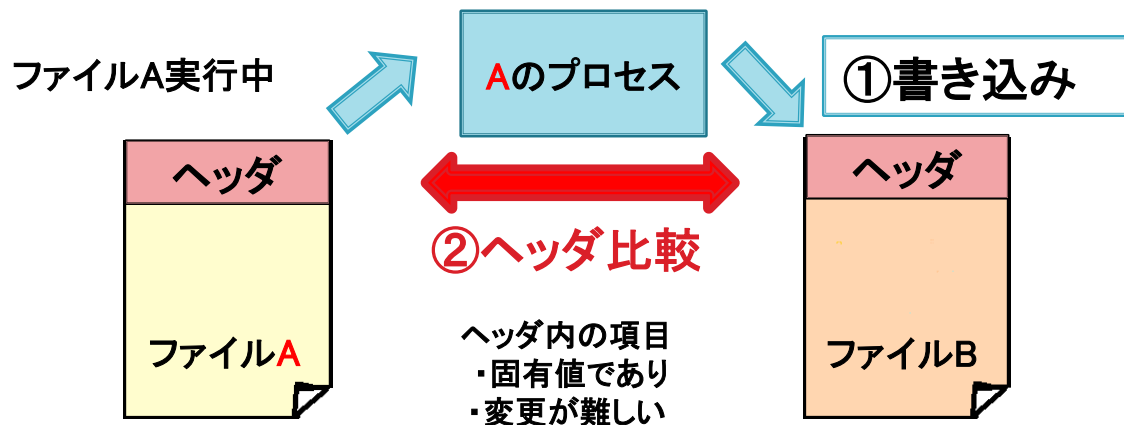 ファイルA実行中
Aのプロセス
①書き込み
ヘッダ
ヘッダ
②ヘッダ比較
ファイルA
ファイルB
ヘッダ内の項目
・固有値であり
・変更が難しい